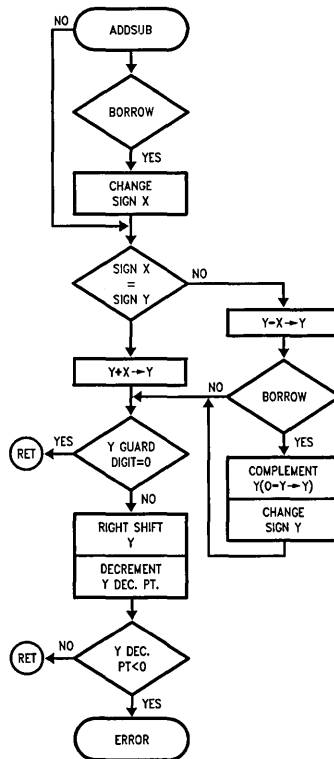 NO
ADDSUB
BORROW
YES
CHANGE
SIGN X
SIGN X
=
SIGN Y
NO
Y-X→Y
Y+X→Y
NO
BORROW
YES
COMPLEMENT
Y(0-Y→Y)
CHANGE
SIGN Y
RET
YES
Y GUARD
DIGIT=0
NO
RIGHT SHIFT
Y
DECREMENT
Y DEC. PT.
RET
NO
Y DEC.
PT<0
YES
ERROR